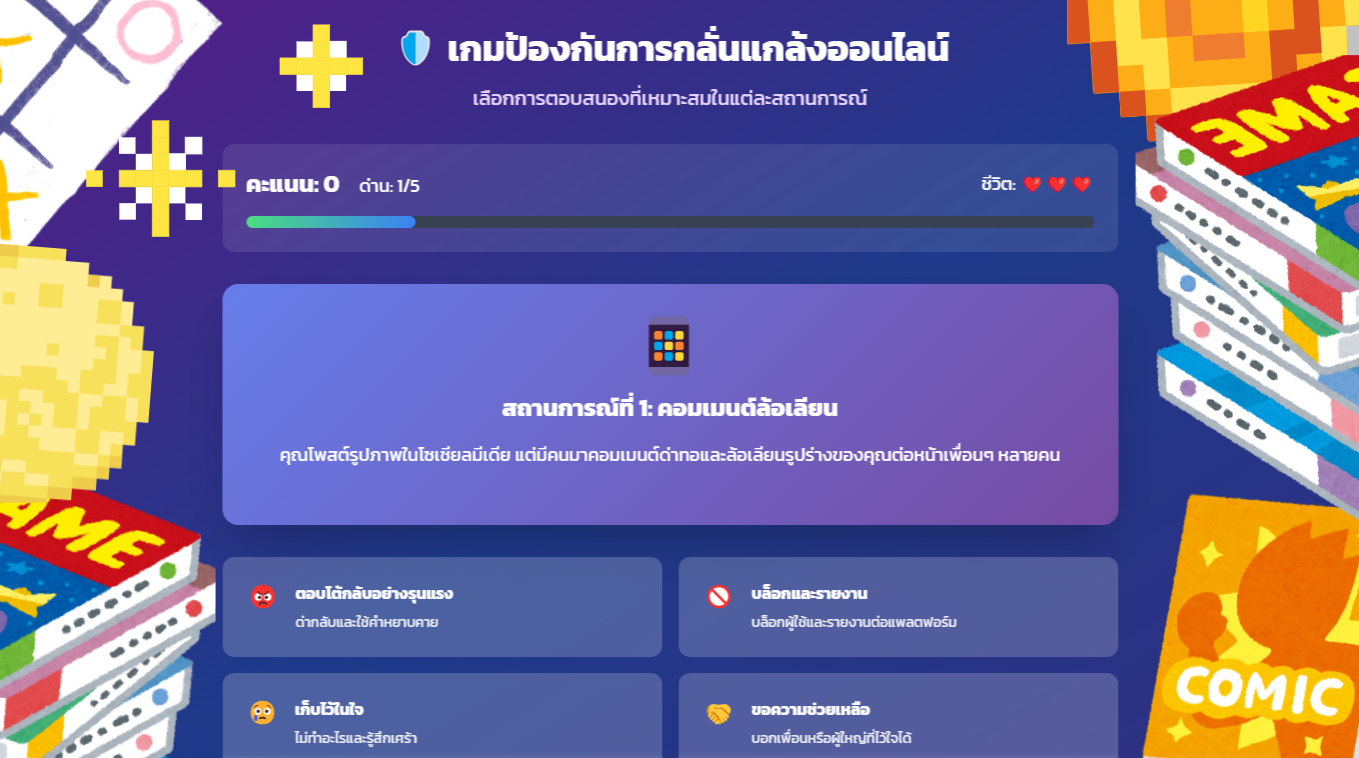 เกมป้องกันการกลั่นแกล้งออนไลน์
เลือกการตอบสนองที่เหมาะสมในแต่ละสถานการณ์
คะแนน: 0 ด่าน: 1/5 ชีวิต:
สถานการณ์ที่ 1: คอมเมนต์ล้อเลียน
คุณโพสต์รูปภาพในโซเชียลมีเดีย แต่มีคนมาคอมเมนต์ด่าทอและล้อเลียนรูปร่างของคุณต่อหน้าเพื่อนๆ หลายคน
ตอบโต้กลับอย่างรุนแรง
ด่ากลับและใช้คำหยาบคาย
บล็อกและรายงาน
บล็อกผู้ใช้และรายงานต่อแพลตฟอร์ม
เก็บไว้ในใจ
ไม่ทำอะไรและรู้สึกเศร้า
ขอความช่วยเหลือ
บอกเพื่อนหรือผู้ใหญ่ที่ไว้ใจได้
AME
COMIC